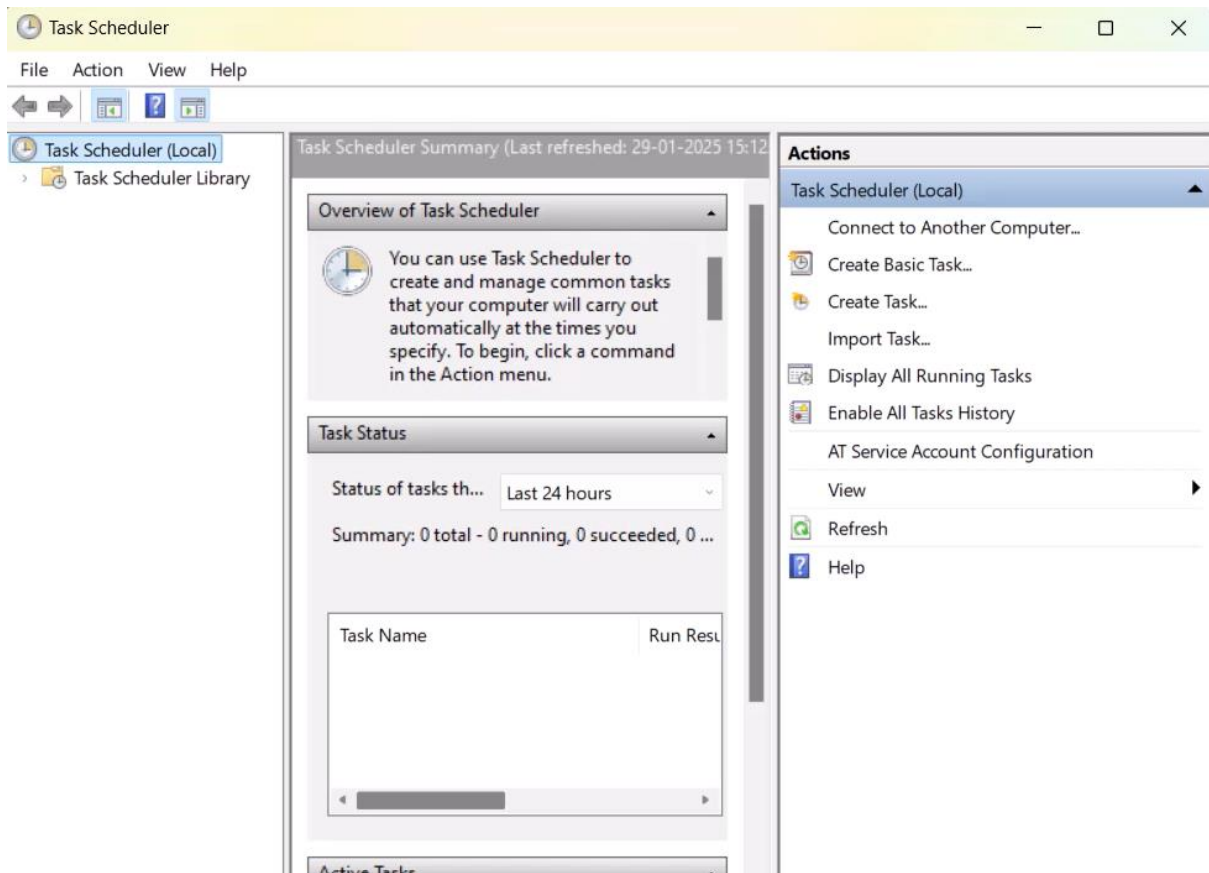 Task Scheduler
File Action View Help
Task Scheduler (Local)
Task Scheduler Library
Task Scheduler Summary (Last refreshed: 29-01-2025 15:12
Overview of Task Scheduler
You can use Task Scheduler to
create and manage common tasks
that your computer will carry out
automatically at the times you
specify. To begin, click a command
in the Action menu.
Task Status
Status of tasks th... Last 24 hours
Summary: 0 total - 0 running, 0 succeeded, 0 ...
Task Name Run Resu
Active Tasks
Actions
Task Scheduler (Local)
Connect to Another Computer...
Create Basic Task...
Create Task...
Import Task...
Display All Running Tasks
Enable All Tasks History
AT Service Account Configuration
View
Refresh
Help